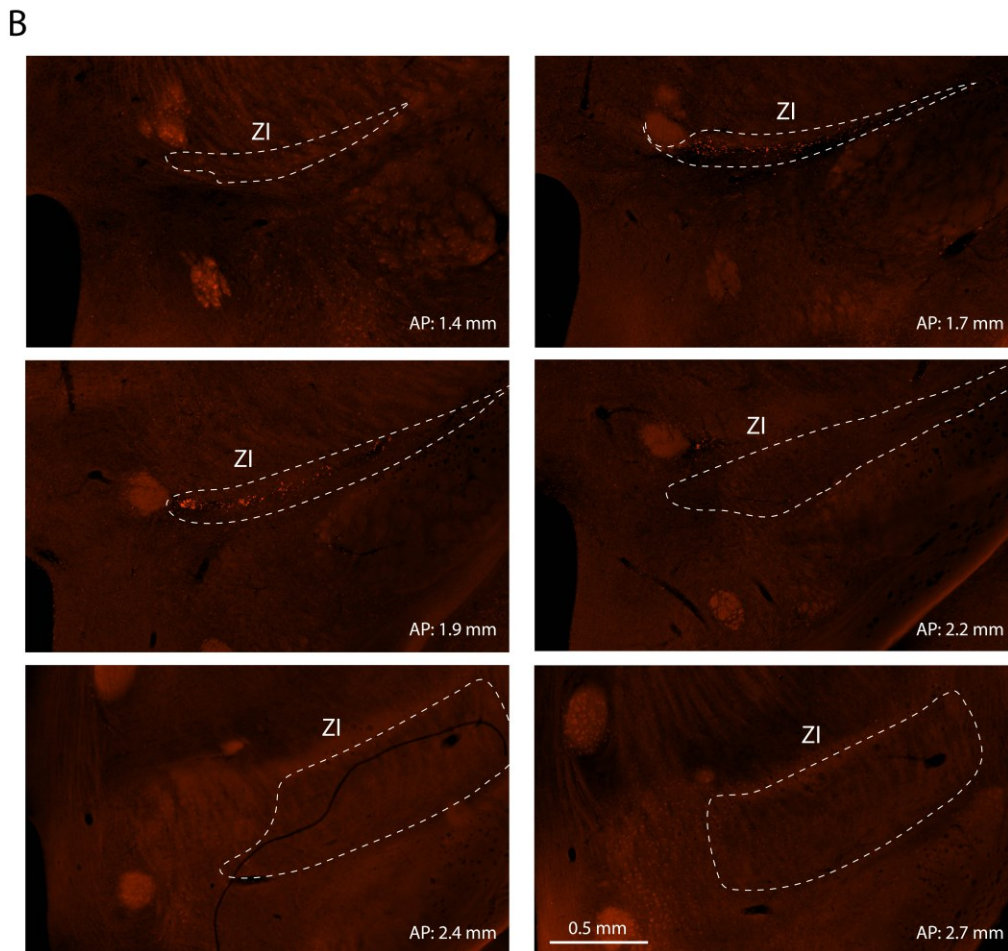 B
ZI
AP: 1.4 mm
ZI
AP: 1.7 mm
ZI
AP: 1.9 mm
ZI
AP: 2.2 mm
ZI
AP: 2.4 mm
ZI
0.5 mm
AP: 2.7 mm